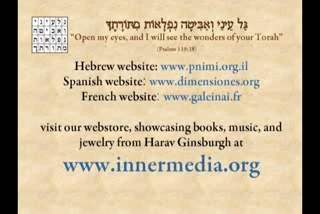 גַּל עֵינַי וְאַבִּיטָה נִפְלָאוֹת מִתּוֹרָתֶךָ
"Open my eyes, and I will see the wonders of your Torah"
(Psalms 119:18)
Hebrew website: www.pnimi.org.il
Spanish website: www.dimensiones.org
French website: www.galeinai.fr
visit our webstore, showcasing books, music, and
jewelry from Harav Ginsburgh at
www.innermedia.org